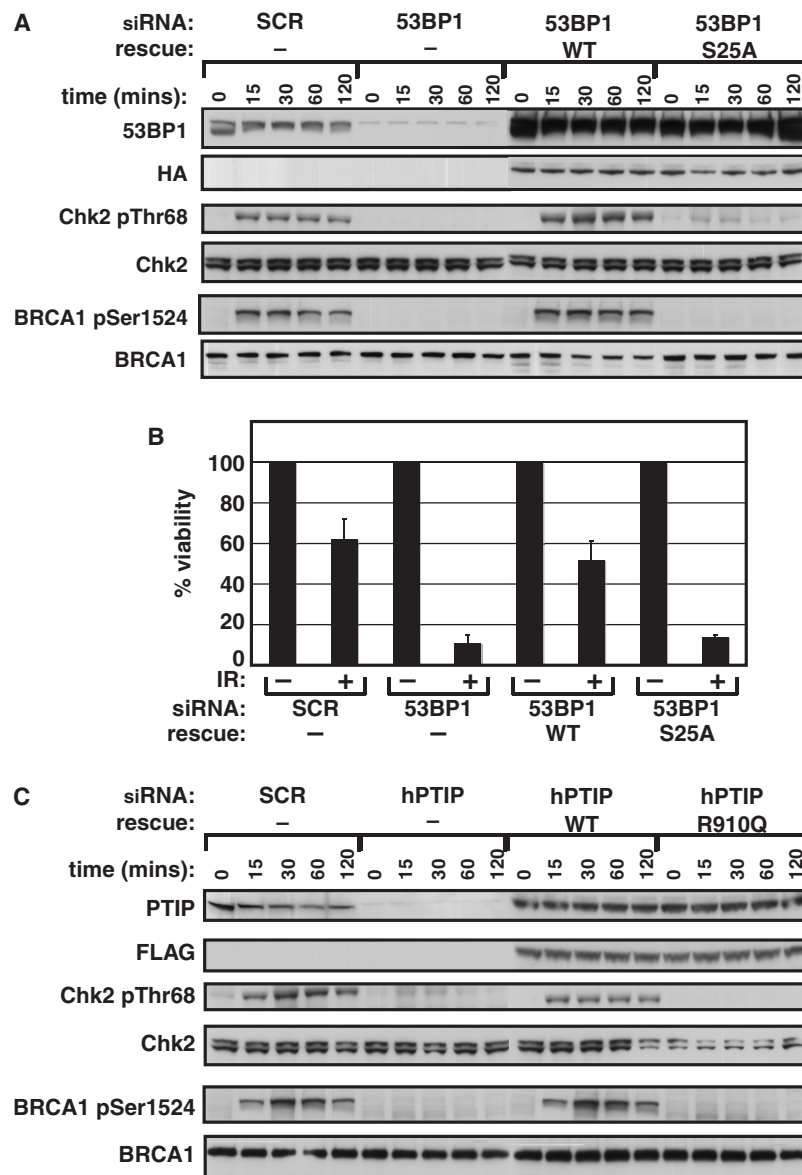 A
siRNA: SCR 53BP1 53BP1 53BP1
rescue: – – WT S25A
time (mins): 0 15 30 60 120 0 15 30 60 120 0 15 30 60 120 0 15 30 60 120
53BP1
HA
Chk2 pThr68
Chk2
BRCA1 pSer1524
BRCA1
B
% viability
100
80
60
40
20
0
IR: – + – + – + – +
siRNA: SCR 53BP1 53BP1 53BP1
rescue: – – WT S25A
C
siRNA: SCR hPTIP hPTIP hPTIP
rescue: – – WT R910Q
time (mins): 0 15 30 60 120 0 15 30 60 120 0 15 30 60 120 0 15 30 60 120
PTIP
FLAG
Chk2 pThr68
Chk2
BRCA1 pSer1524
BRCA1